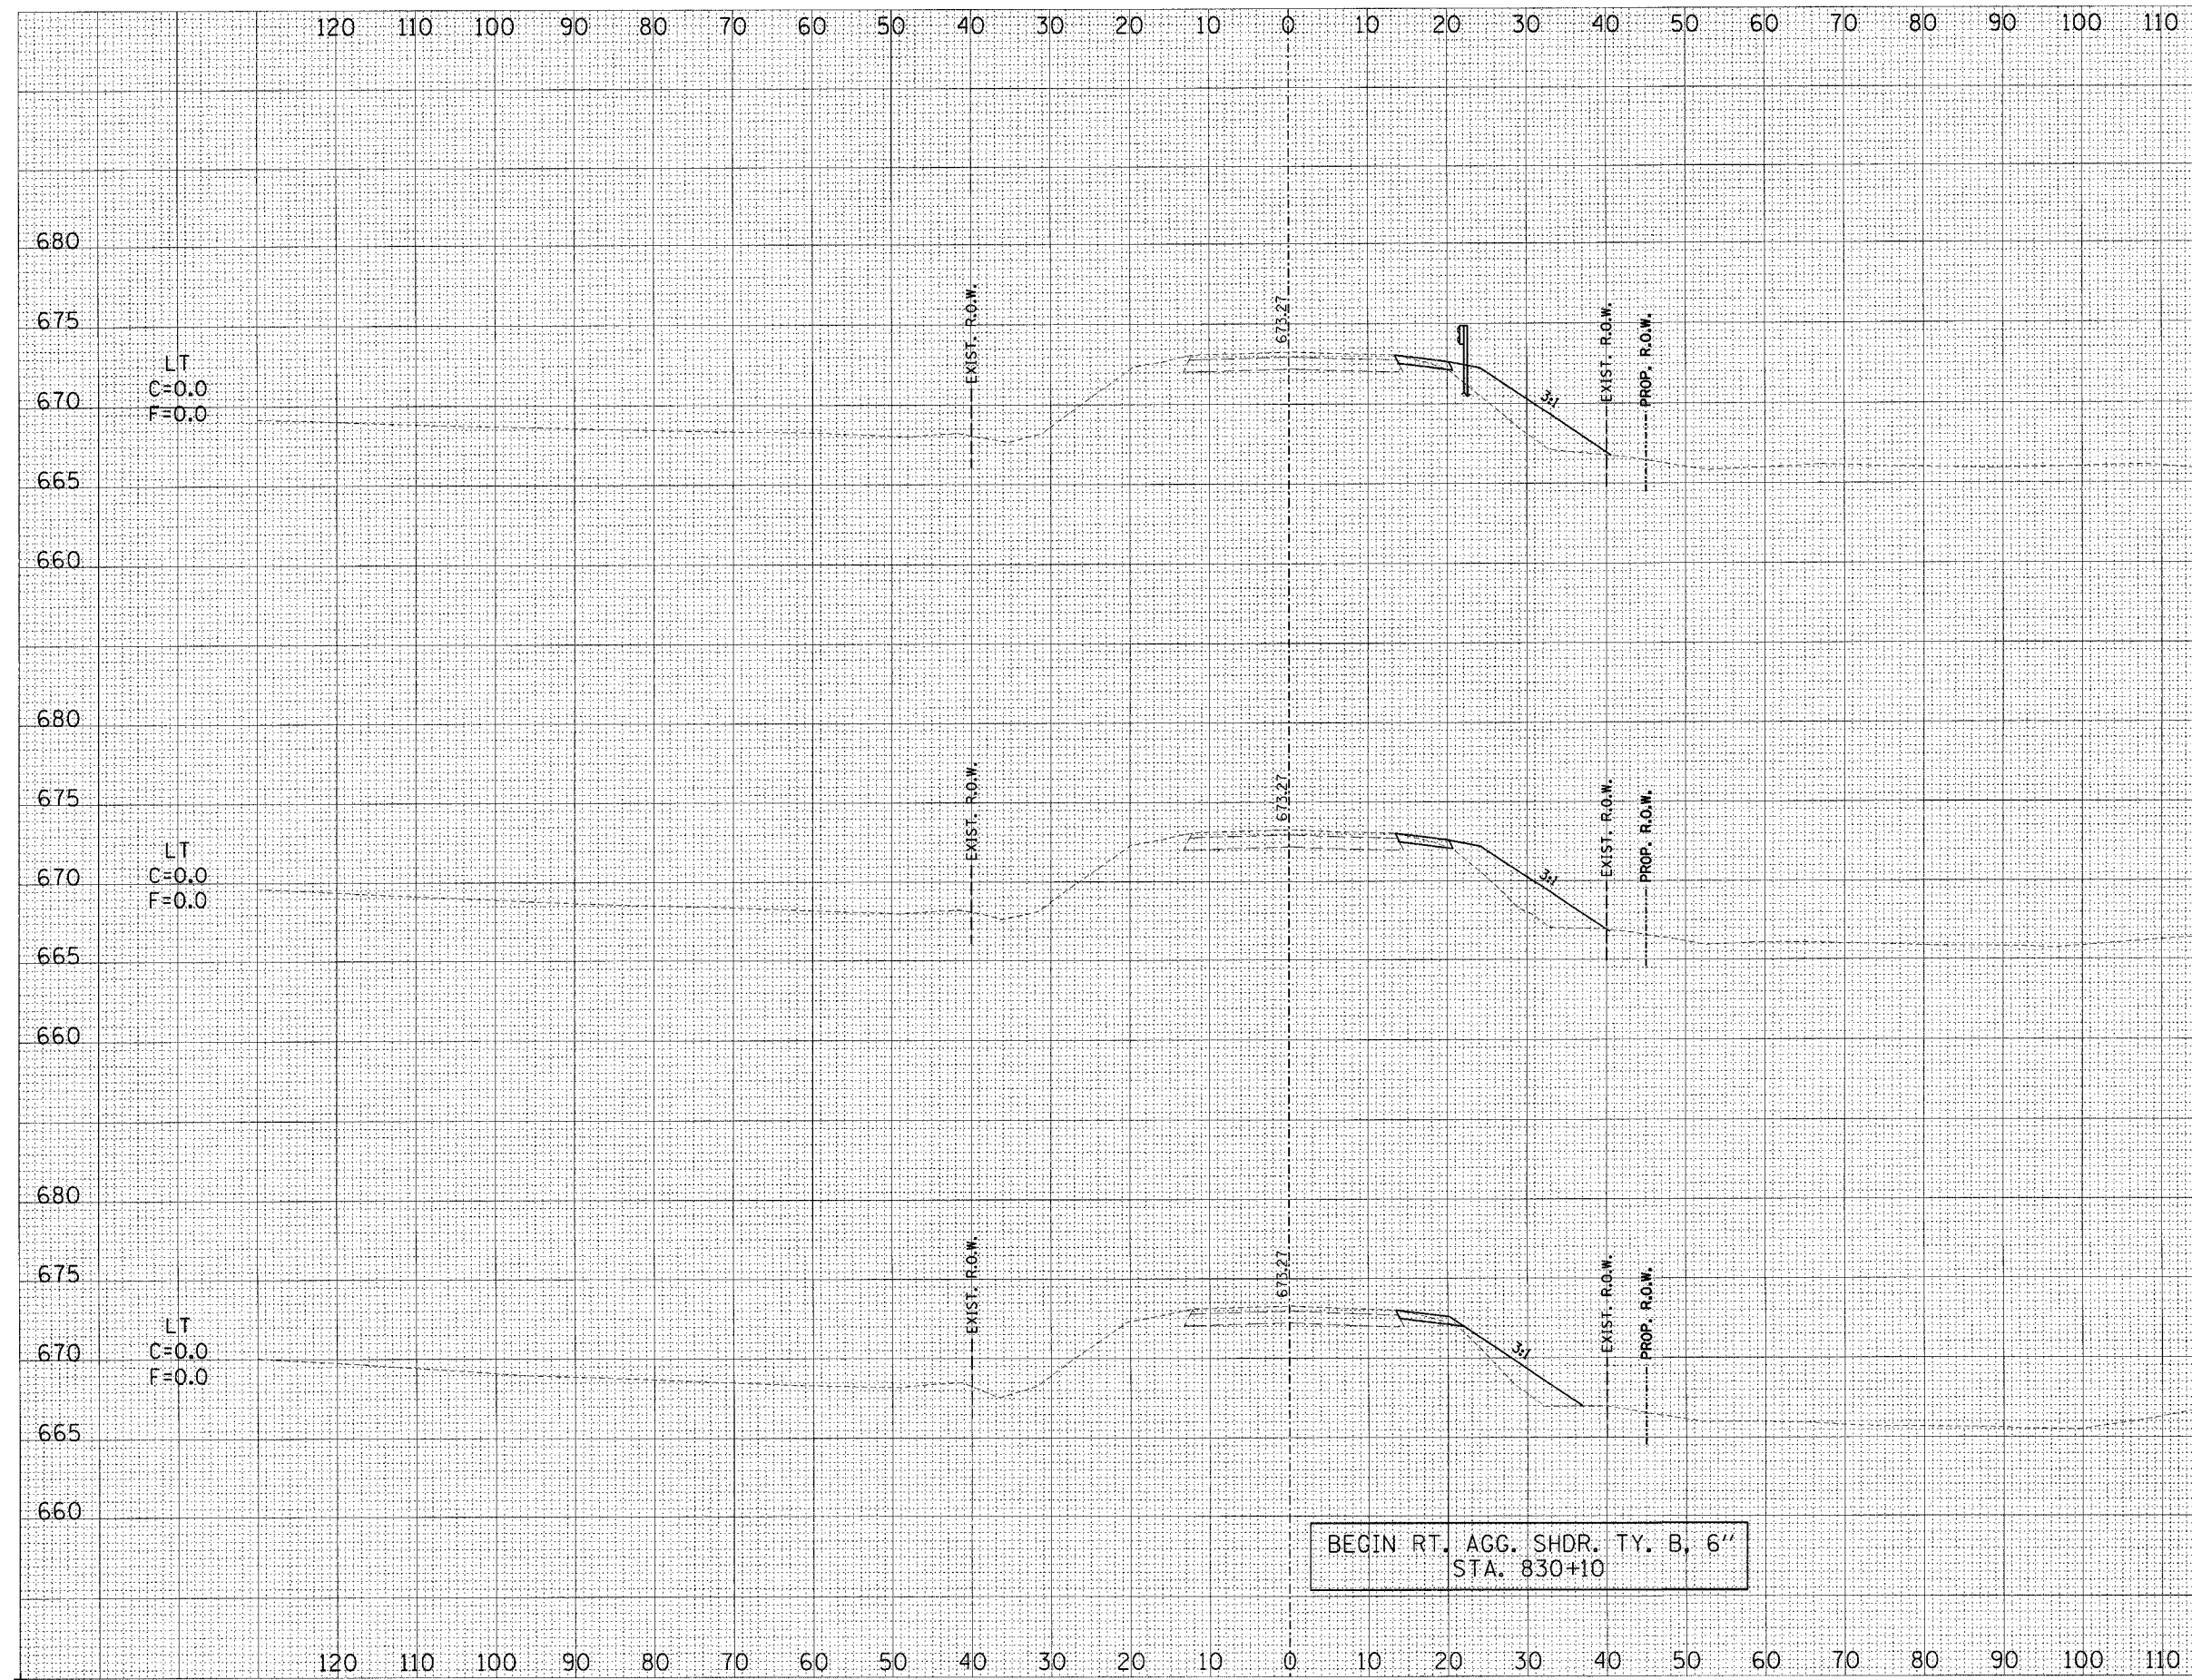 120 110 100 90 80 70 60 50 40 30 20 10 0 10 20 30 40 50 60 70 80 90 100 110
680
675
670
665
660
LT
C=0.0
F=0.0
EXIST. R.O.W.
673.27
3:1
EXIST. R.O.W.
PROP. R.O.W.
680
675
670
665
660
LT
C=0.0
F=0.0
EXIST. R.O.W.
673.27
3:1
EXIST. R.O.W.
PROP. R.O.W.
680
675
670
665
660
LT
C=0.0
F=0.0
EXIST. R.O.W.
673.27
3:1
EXIST. R.O.W.
PROP. R.O.W.
BEGIN RT. AGG. SHDR. TY. B, 6"
STA. 830+10
120 110 100 90 80 70 60 50 40 30 20 10 0 10 20 30 40 50 60 70 80 90 100 110